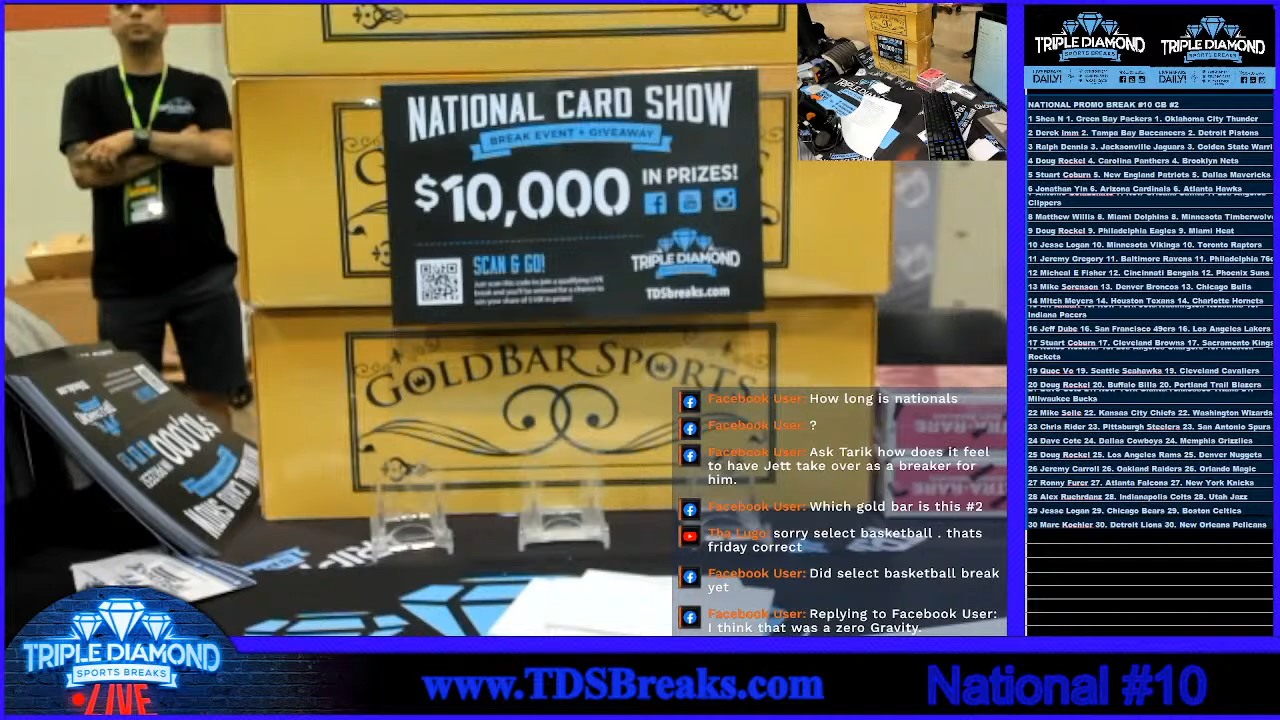 NATIONAL CARD SHOW
BREAK EVENT + GIVEAWAY
$10,000
IN PRIZES!
SCAN & GO!
Just scan this code to join a qualifying LIVE
TRIPLE DIAMOND
TDSbreaks.com
GOLDBAR SPORTS
Facebook User: How long is nationals
Facebook User: ?
Facebook User: Ask Tarik how does it feel
to have Jett take over as a breaker for
him.
Facebook User: Which gold bar is this #2
Tha Lugo: sorry select basketball . thats
friday correct
Facebook User: Did select basketball break
yet
Facebook User: Replying to Facebook User:
I think that was a zero Gravity.
TRIPLE DIAMOND
SPORTS BREAKS
LIVE
www.TDSBreaks.com
National #10
TRIPLE DIAMOND
SPORTS BREAKS
TRIPLE DIAMOND
SPORTS BREAKS
DAILY!
DAILY!
NATIONAL PROMO BREAK #10 GB #2
1 Shea N 1. Green Bay Packers 1. Oklahoma City Thunder
2 Derek Imm 2. Tampa Bay Buccaneers 2. Detroit Pistons
3 Ralph Dennis 3. Jacksonville Jaguars 3. Golden State Warri
4 Doug Rockel 4. Carolina Panthers 4. Brooklyn Nets
5 Stuart Coburn 5. New England Patriots 5. Dallas Mavericks
6 Jonathan Yin 6. Arizona Cardinals 6. Atlanta Hawks
Clippers
8 Matthew Willis 8. Miami Dolphins 8. Minnesota Timberwolve
9 Doug Rockel 9. Philadelphia Eagles 9. Miami Heat
10 Jesse Logan 10. Minnesota Vikings 10. Toronto Raptors
11 Jeremy Gregory 11. Baltimore Ravens 11. Philadelphia 76e
12 Micheal E Fisher 12. Cincinnati Bengals 12. Phoenix Suns
13 Mike Sorenson 13. Denver Broncos 13. Chicago Bulls
14 Mitch Meyers 14. Houston Texans 14. Charlotte Hornets
Indiana Pacers
16 Jeff Dube 16. San Francisco 49ers 16. Los Angeles Lakers
17 Stuart Coburn 17. Cleveland Browns 17. Sacramento Kings
Rockets
19 Quoc Vo 19. Seattle Seahawks 19. Cleveland Cavaliers
20 Doug Rockel 20. Buffalo Bills 20. Portland Trail Blazers
Milwaukee Bucks
22 Mike Solle 22. Kansas City Chiefs 22. Washington Wizards
23 Chris Rider 23. Pittsburgh Steelers 23. San Antonio Spurs
24 Dave Cote 24. Dallas Cowboys 24. Memphis Grizzlies
25 Doug Rockel 25. Los Angeles Rams 25. Denver Nuggets
26 Jeremy Carroll 26. Oakland Raiders 26. Orlando Magic
27 Ronny Furer 27. Atlanta Falcons 27. New York Knicks
28 Alex Ruehrdanz 28. Indianapolis Colts 28. Utah Jazz
29 Jesse Logan 29. Chicago Bears 29. Boston Celtics
30 Marc Koehler 30. Detroit Lions 30. New Orleans Pelicans